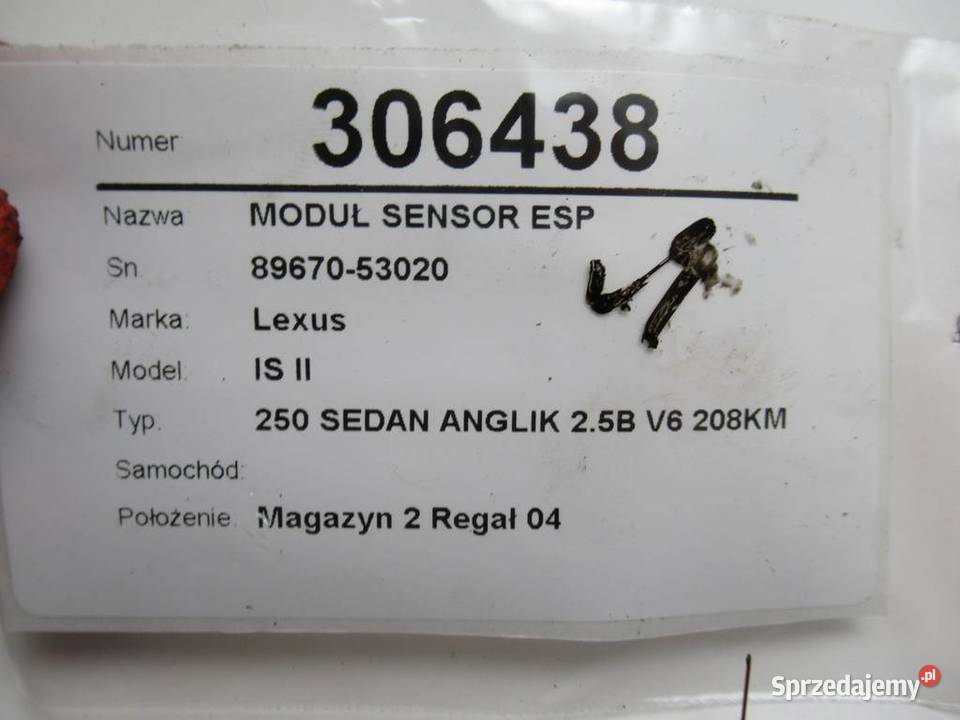 Numer 306438
Nazwa MODUŁ SENSOR ESP
Sn. 89670-53020
Marka: Lexus
Model: IS II
Typ: 250 SEDAN ANGLIK 2.5B V6 208KM
Samochód:
Położenie: Magazyn 2 Regał 04
Sprzedajemy.pl